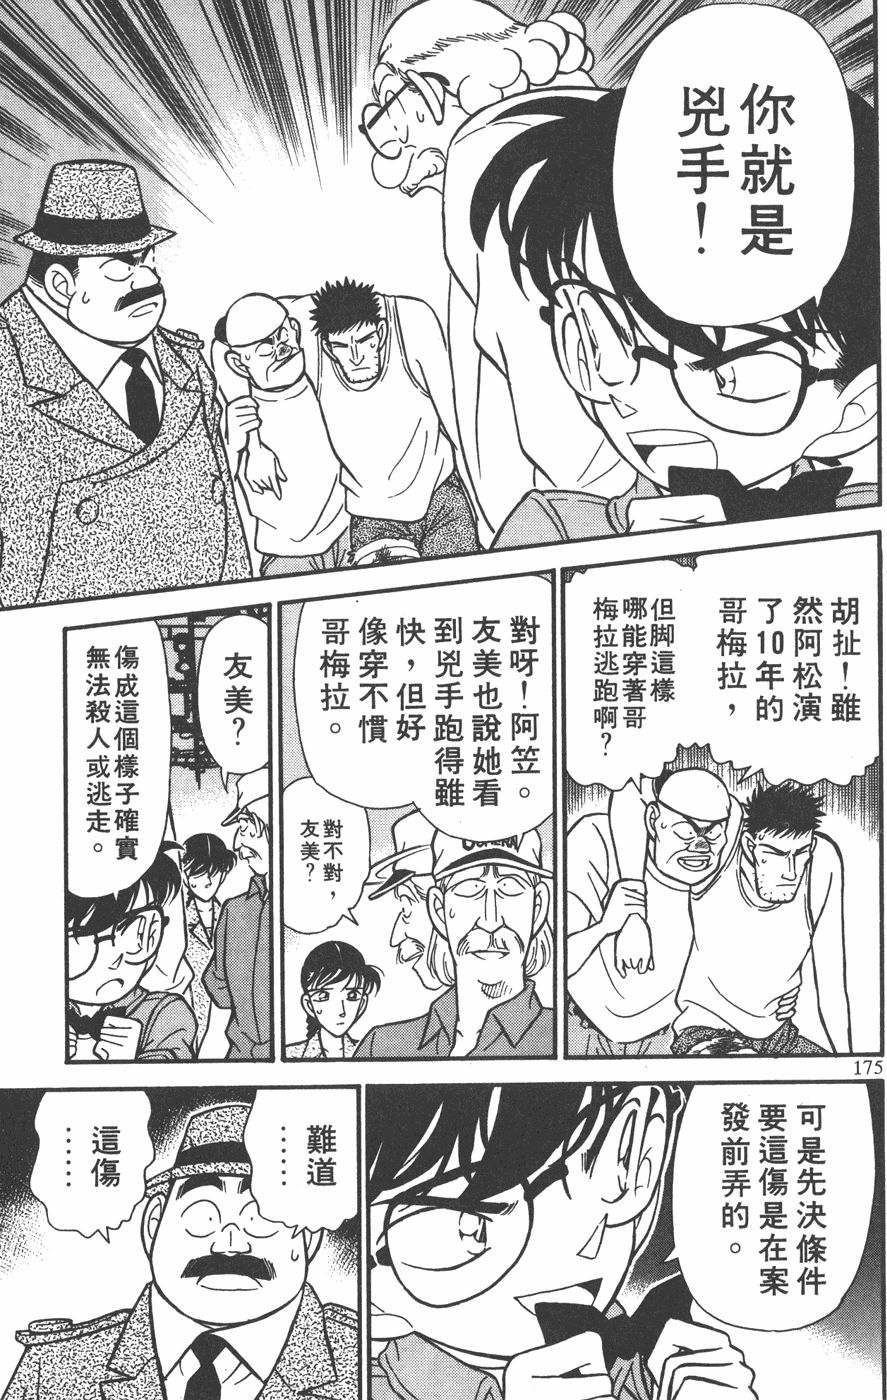 你就是
兇手！
胡扯！雖
然阿松演
了10年的
哥梅拉，
但脚這樣
哪能穿著哥
梅拉逃跑啊？
對呀！阿笠。
友美也說她看
到兇手跑得雖
快，但好
像穿不慣
哥梅拉。
對不對，
友美？
GOMERA
友美？
傷成這個樣子確實
無法殺人或逃走。
175
可是先決條件
要這傷是在案
發前弄的。
難道
……
這傷
……